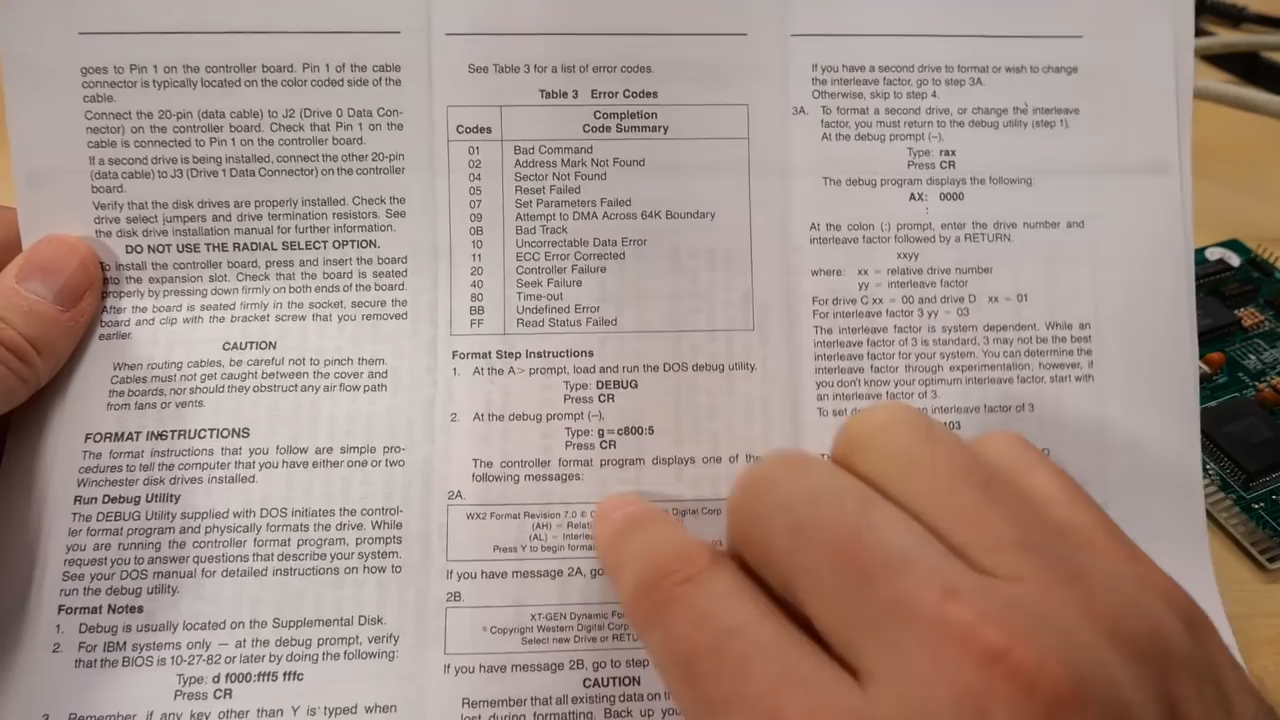 goes to Pin 1 on the controller board. Pin 1 of the cable
connector is typically located on the color coded side of the
cable.
Connect the 20-pin (data cable) to J2 (Drive 0 Data Con-
nector) on the controller board. Check that Pin 1 on the
cable is connected to Pin 1 on the controller board.
If a second drive is being installed, connect the other 20-pin
(data cable) to J3 (Drive 1 Data Connector) on the controller
board.
Verify that the disk drives are properly installed. Check the
drive select jumpers and drive termination resistors. See
the disk drive installation manual for further information.
DO NOT USE THE RADIAL SELECT OPTION.
To install the controller board, press and insert the board
into the expansion slot. Check that the board is seated
properly by pressing down firmly on both ends of the board.
After the board is seated firmly in the socket, secure the
board and clip with the bracket screw that you removed
earlier.
CAUTION
When routing cables, be careful not to pinch them.
Cables must not get caught between the cover and
the boards, nor should they obstruct any air flow path
from fans or vents.
FORMAT INSTRUCTIONS
The format instructions that you follow are simple pro-
cedures to tell the computer that you have either one or two
Winchester disk drives installed.
Run Debug Utility
The DEBUG Utility supplied with DOS initiates the control-
ler format program and physically formats the drive. While
you are running the controller format program, prompts
request you to answer questions that describe your system.
See your DOS manual for detailed instructions on how to
run the debug utility.
Format Notes
1. Debug is usually located on the Supplemental Disk.
2. For IBM systems only — at the debug prompt, verify
that the BIOS is 10-27-82 or later by doing the following:
Type: d f000:fff5 fffc
Press CR
Remember, if any key other than Y is typed when
See Table 3 for a list of error codes.
Table 3 Error Codes
Codes Completion Code Summary
01 Bad Command
02 Address Mark Not Found
04 Sector Not Found
05 Reset Failed
07 Set Parameters Failed
09 Attempt to DMA Across 64K Boundary
0B Bad Track
10 Uncorrectable Data Error
11 ECC Error Corrected
20 Controller Failure
40 Seek Failure
80 Time-out
BB Undefined Error
FF Read Status Failed
Format Step Instructions
1. At the A> prompt, load and run the DOS debug utility.
Type: DEBUG
Press CR
2. At the debug prompt (–),
Type: g=c800:5
Press CR
The controller format program displays one of the
following messages:
2A.
WX2 Format Revision 7.0 © Digital Corp
(AH) =
(AL) =
Press Y to begin
If you have message 2A, go
2B.
XT-GEN Dynamic
© Copyright Western Digital Corp
Select new Drive or
If you have message 2B, go to step
CAUTION
Remember that all existing data on
lost during formatting. Back up
If you have a second drive to format or wish to change
the interleave factor, go to step 3A.
Otherwise, skip to step 4.
3A. To format a second drive, or change the interleave
factor, you must return to the debug utility (step 1).
At the debug prompt (–),
Type: rax
Press CR
The debug program displays the following:
AX: 0000
:
At the colon (:) prompt, enter the drive number and
interleave factor followed by a RETURN.
xxyy
where: xx = relative drive number
yy = interleave factor
For drive C xx = 00 and drive D xx = 01
For interleave factor 3 yy = 03
The interleave factor is system dependent. While an
interleave factor of 3 is standard, 3 may not be the best
interleave factor for your system. You can determine the
interleave factor through experimentation; however, if
you don't know your optimum interleave factor, start with
an interleave factor of 3.
To set interleave factor of 3